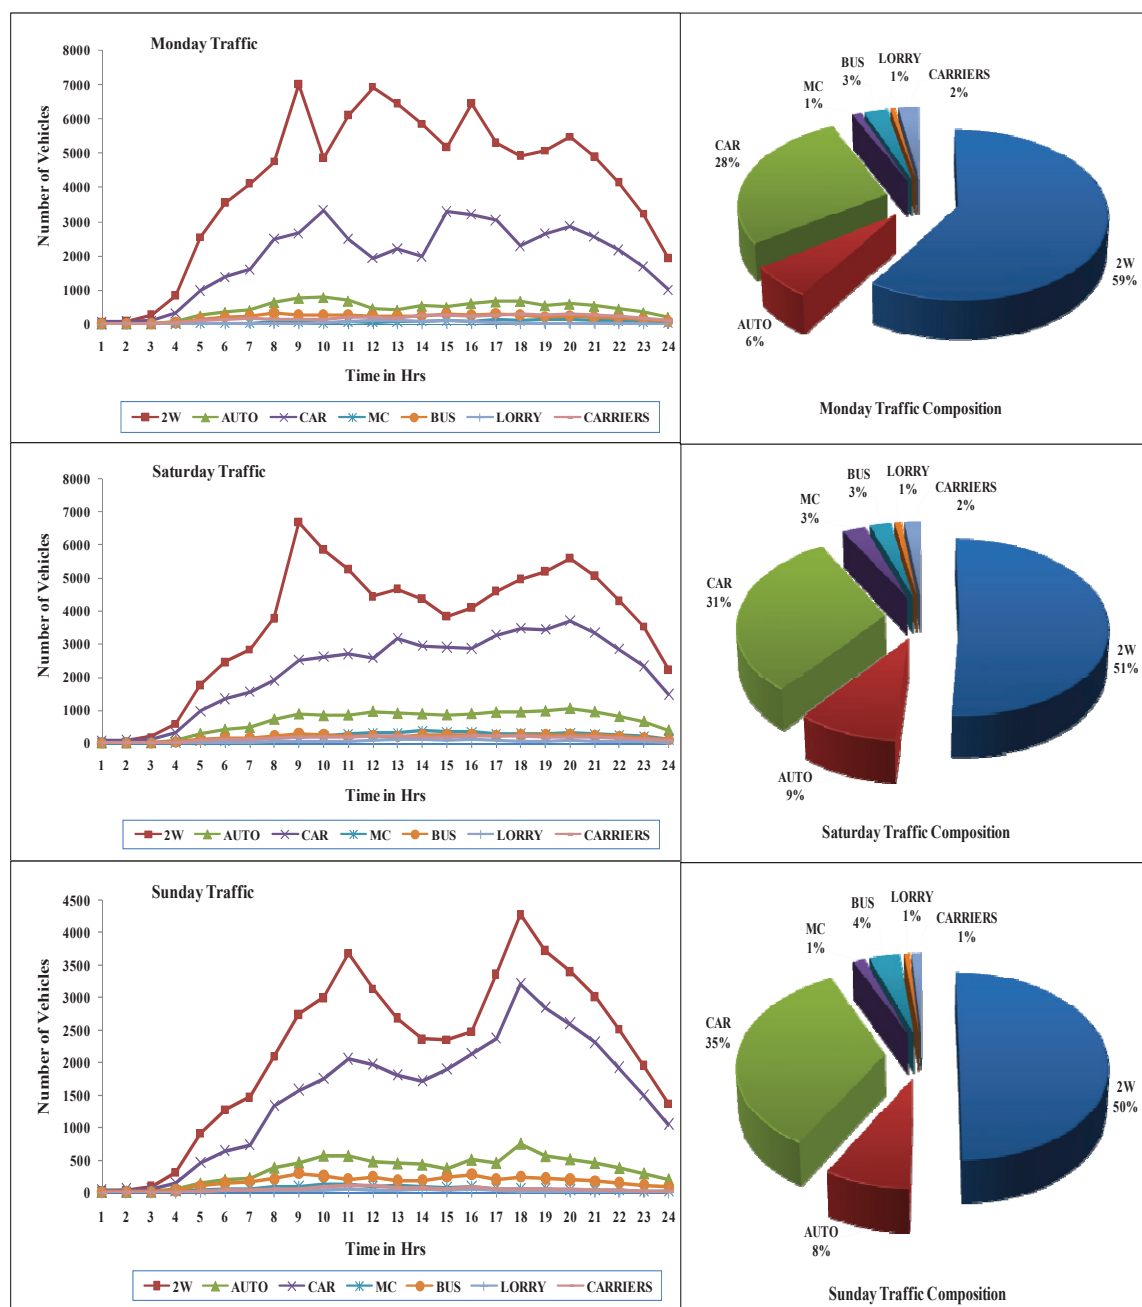 Monday Traffic
8000
7000
6000
5000
4000
3000
2000
1000
0
Number of Vehicles
1 2 3 4 5 6 7 8 9 10 11 12 13 14 15 16 17 18 19 20 21 22 23 24
Time in Hrs
2W AUTO CAR MC BUS LORRY CARRIERS
LORRY
1%
BUS
3%
CARRIERS
2%
MC
1%
CAR
28%
2W
59%
AUTO
6%
Monday Traffic Composition
Saturday Traffic
8000
7000
6000
5000
4000
3000
2000
1000
0
Number of Vehicles
1 2 3 4 5 6 7 8 9 10 11 12 13 14 15 16 17 18 19 20 21 22 23 24
Time in Hrs
2W AUTO CAR MC BUS LORRY CARRIERS
LORRY
1%
BUS
3%
CARRIERS
2%
MC
3%
CAR
31%
2W
51%
AUTO
9%
Saturday Traffic Composition
Sunday Traffic
4500
4000
3500
3000
2500
2000
1500
1000
500
0
Number of Vehicles
1 2 3 4 5 6 7 8 9 10 11 12 13 14 15 16 17 18 19 20 21 22 23 24
Time in Hrs
2W AUTO CAR MC BUS LORRY CARRIERS
LORRY
1%
BUS
4%
CARRIERS
1%
MC
1%
CAR
35%
2W
50%
AUTO
8%
Sunday Traffic Composition